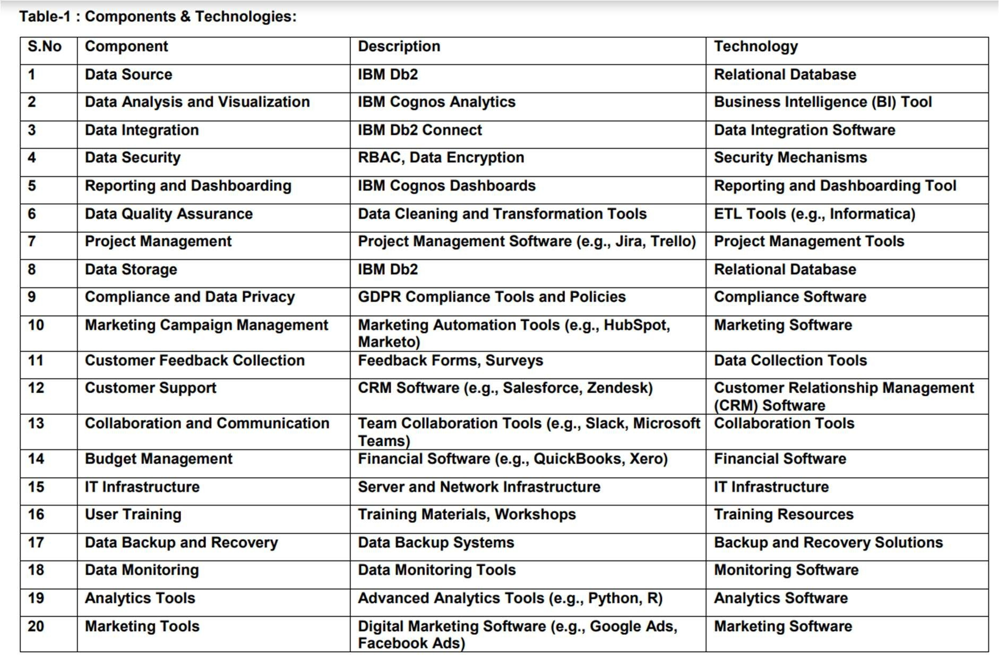 Table-1 : Components & Technologies:
S.No Component Description Technology
1 Data Source IBM Db2 Relational Database
2 Data Analysis and Visualization IBM Cognos Analytics Business Intelligence (BI) Tool
3 Data Integration IBM Db2 Connect Data Integration Software
4 Data Security RBAC, Data Encryption Security Mechanisms
5 Reporting and Dashboarding IBM Cognos Dashboards Reporting and Dashboarding Tool
6 Data Quality Assurance Data Cleaning and Transformation Tools ETL Tools (e.g., Informatica)
7 Project Management Project Management Software (e.g., Jira, Trello) Project Management Tools
8 Data Storage IBM Db2 Relational Database
9 Compliance and Data Privacy GDPR Compliance Tools and Policies Compliance Software
10 Marketing Campaign Management Marketing Automation Tools (e.g., HubSpot, Marketing Software
Marketo)
11 Customer Feedback Collection Feedback Forms, Surveys Data Collection Tools
12 Customer Support CRM Software (e.g., Salesforce, Zendesk) Customer Relationship Management
(CRM) Software
13 Collaboration and Communication Team Collaboration Tools (e.g., Slack, Microsoft Collaboration Tools
Teams)
14 Budget Management Financial Software (e.g., QuickBooks, Xero) Financial Software
15 IT Infrastructure Server and Network Infrastructure IT Infrastructure
16 User Training Training Materials, Workshops Training Resources
17 Data Backup and Recovery Data Backup Systems Backup and Recovery Solutions
18 Data Monitoring Data Monitoring Tools Monitoring Software
19 Analytics Tools Advanced Analytics Tools (e.g., Python, R) Analytics Software
20 Marketing Tools Digital Marketing Software (e.g., Google Ads, Marketing Software
Facebook Ads)